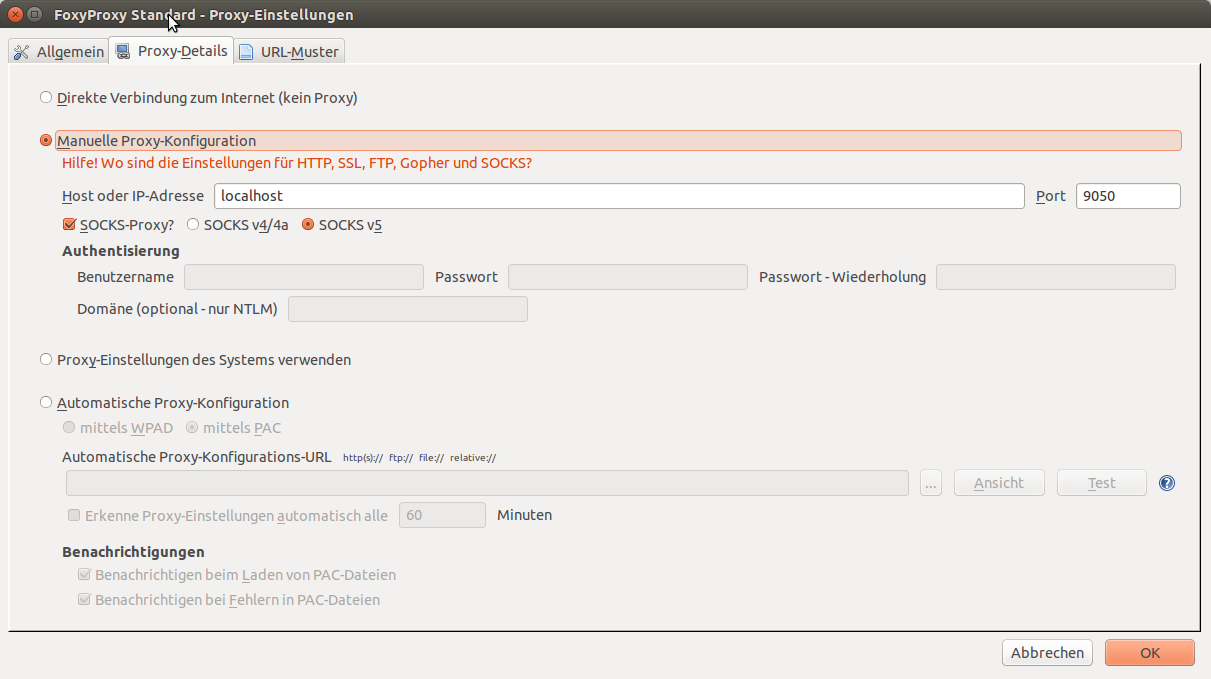 FoxyProxy Standard - Proxy-Einstellungen
Allgemein Proxy-Details URL-Muster
Direkte Verbindung zum Internet (kein Proxy)
Manuelle Proxy-Konfiguration
Hilfe! Wo sind die Einstellungen für HTTP, SSL, FTP, Gopher und SOCKS?
Host oder IP-Adresse localhost Port 9050
SOCKS-Proxy? SOCKS v4/4a SOCKS v5
Authentisierung
Benutzername Passwort Passwort - Wiederholung
Domäne (optional - nur NTLM)
Proxy-Einstellungen des Systems verwenden
Automatische Proxy-Konfiguration
mittels WPAD mittels PAC
Automatische Proxy-Konfigurations-URL http(s):// ftp:// file:// relative://
... Ansicht Test ?
Erkenne Proxy-Einstellungen automatisch alle 60 Minuten
Benachrichtigungen
Benachrichtigen beim Laden von PAC-Dateien
Benachrichtigen bei Fehlern in PAC-Dateien
Abbrechen OK